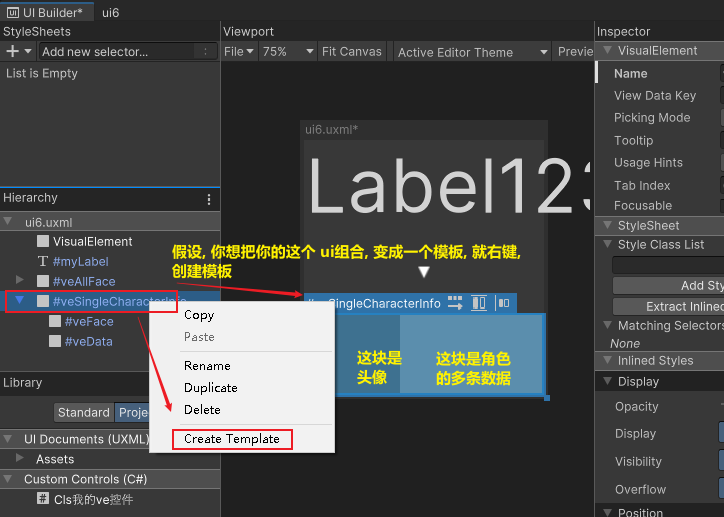 UI Builder*
ui6
StyleSheets
Add new selector...
List is Empty
Hierarchy
ui6.uxml
VisualElement
#myLabel
#veAllFace
#veSingleCharacterInfo
#veFace
#veData
Library
Standard
Proje
UI Documents (UXML)
Assets
Custom Controls (C#)
Cls我的ve控件
Copy
Paste
Rename
Duplicate
Delete
Create Template
Viewport
File
75%
Fit Canvas
Active Editor Theme
Preview
ui6.uxml*
Label123
假设, 你想把你的这个 ui组合, 变成一个模板, 就右键,
创建模板
#veSingleCharacterInfo
这块是
头像
这块是角色
的多条数据
Inspector
VisualElement
Name
View Data Key
Picking Mode
Tooltip
Usage Hints
Tab Index
Focusable
StyleSheet
Style Class List
Add Sty
Extract Inlined
Matching Selectors
None
Inlined Styles
Display
Opacity
Display
Visibility
Overflow
Position